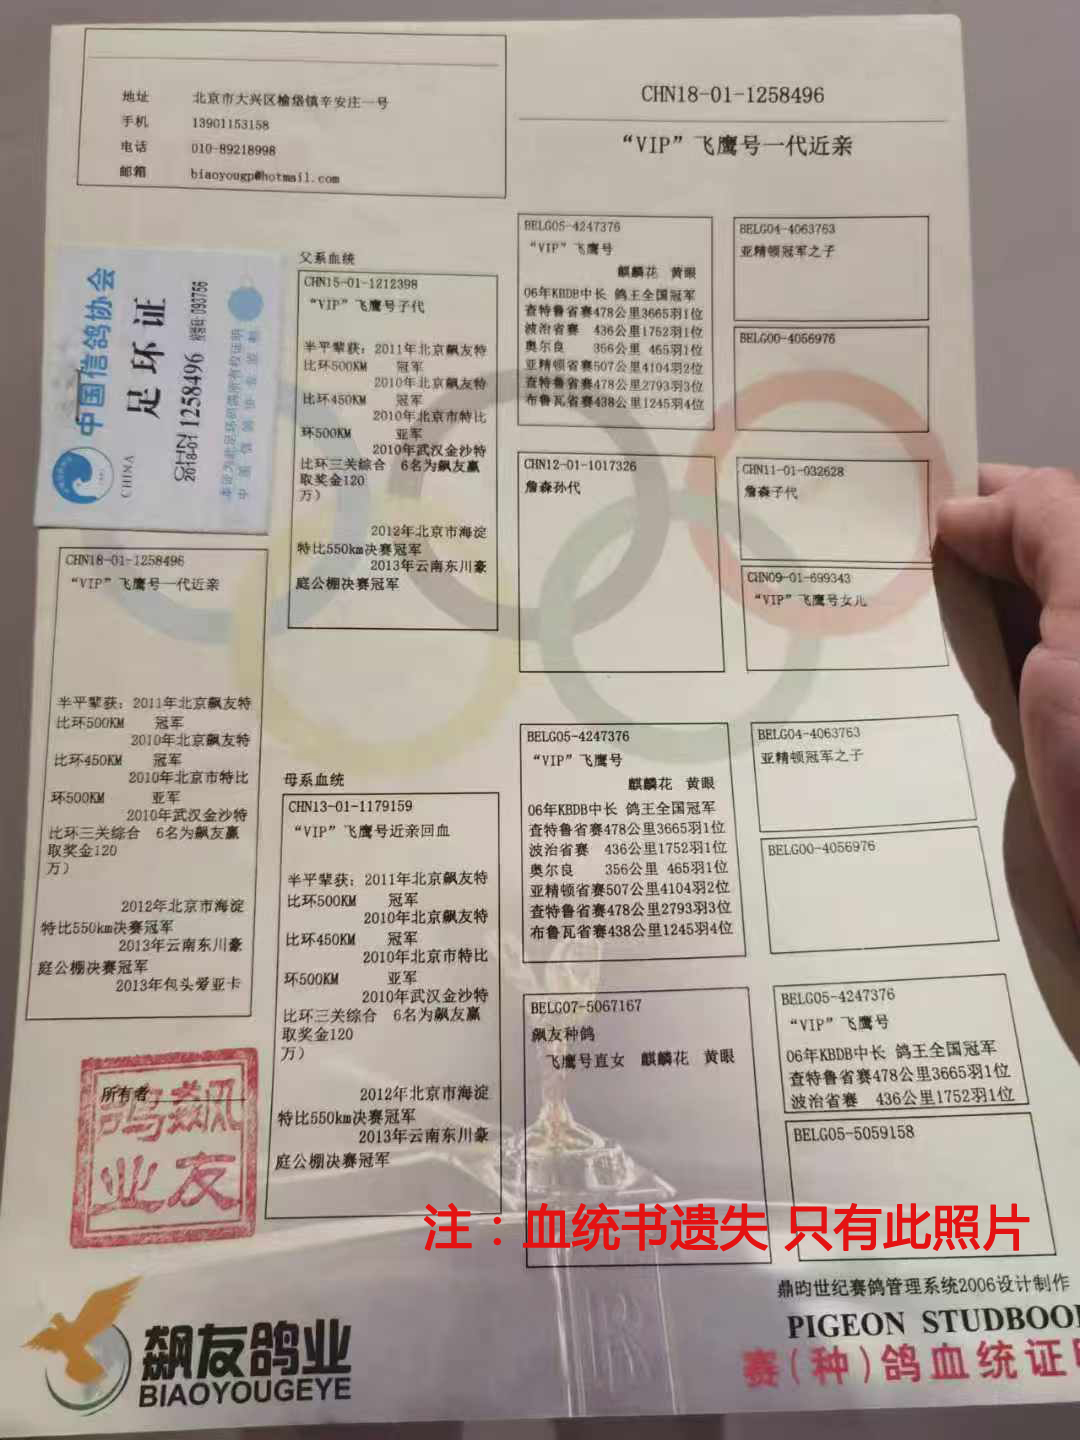 地址 北京市大兴区榆垡镇辛安庄一号
手机 13901153158
电话 010-89218998
邮箱 biaoyougp@hotmail.com
CHN18-01-1258496
“VIP”飞鹰号一代近亲
中国信鸽协会
足环证
CHINA
CHN
2018-01 1258496
父系血统
CHN15-01-1212398
“VIP”飞鹰号子代
半平辈获：2011年北京飙友特
比环500KM 冠军
2010年北京飙友特
比环450KM 冠军
2010年北京市特比
环500KM 亚军
2010年武汉金沙特
比环三关综合 6名为飙友赢
取奖金120
万）
2012年北京市海淀
特比550km决赛冠军
2013年云南东川豪
庭公棚决赛冠军
BELG05-4247376
“VIP”飞鹰号
麒麟花 黄眼
06年KBDB中长 鸽王全国冠军
查特鲁省赛478公里3665羽1位
波治省赛 436公里1752羽1位
奥尔良 356公里 465羽1位
亚精顿省赛507公里4104羽2位
查特鲁省赛478公里2793羽3位
布鲁瓦省赛438公里1245羽4位
BELG04-4063763
亚精顿冠军之子
BELG00-4056976
CHN12-01-1017326
詹森孙代
CHN11-01-032628
詹森子代
CHN09-01-699343
“VIP”飞鹰号女儿
CHN18-01-1258496
“VIP”飞鹰号一代近亲
半平辈获：2011年北京飙友特
比环500KM 冠军
2010年北京飙友特
比环450KM 冠军
2010年北京市特比
环500KM 亚军
2010年武汉金沙特
比环三关综合 6名为飙友赢
取奖金120
万）
2012年北京市海淀
特比550km决赛冠军
2013年云南东川豪
庭公棚决赛冠军
2013年包头爱亚卡
母系血统
CHN13-01-1179159
“VIP”飞鹰号近亲回血
半平辈获：2011年北京飙友特
比环500KM 冠军
2010年北京飙友特
比环450KM 冠军
2010年北京市特比
环500KM 亚军
2010年武汉金沙特
比环三关综合 6名为飙友赢
取奖金120
万）
2012年北京市海淀
特比550km决赛冠军
2013年云南东川豪
庭公棚决赛冠军
BELG05-4247376
“VIP”飞鹰号
麒麟花 黄眼
06年KBDB中长 鸽王全国冠军
查特鲁省赛478公里3665羽1位
波治省赛 436公里1752羽1位
奥尔良 356公里 465羽1位
亚精顿省赛507公里4104羽2位
查特鲁省赛478公里2793羽3位
布鲁瓦省赛438公里1245羽4位
BELG04-4063763
亚精顿冠军之子
BELG00-4056976
BELG07-5067167
飙友种鸽
飞鹰号直女 麒麟花 黄眼
BELG05-4247376
“VIP”飞鹰号
06年KBDB中长 鸽王全国冠军
查特鲁省赛478公里3665羽1位
波治省赛 436公里1752羽1位
BELG05-5059158
所有者
飙友鸽业
注：血统书遗失 只有此照片
鼎昀世纪赛鸽管理系统2006设计制作
PIGEON STUDBOO
赛(种)鸽血统证
飙友鸽业
BIAOYOUGEYE